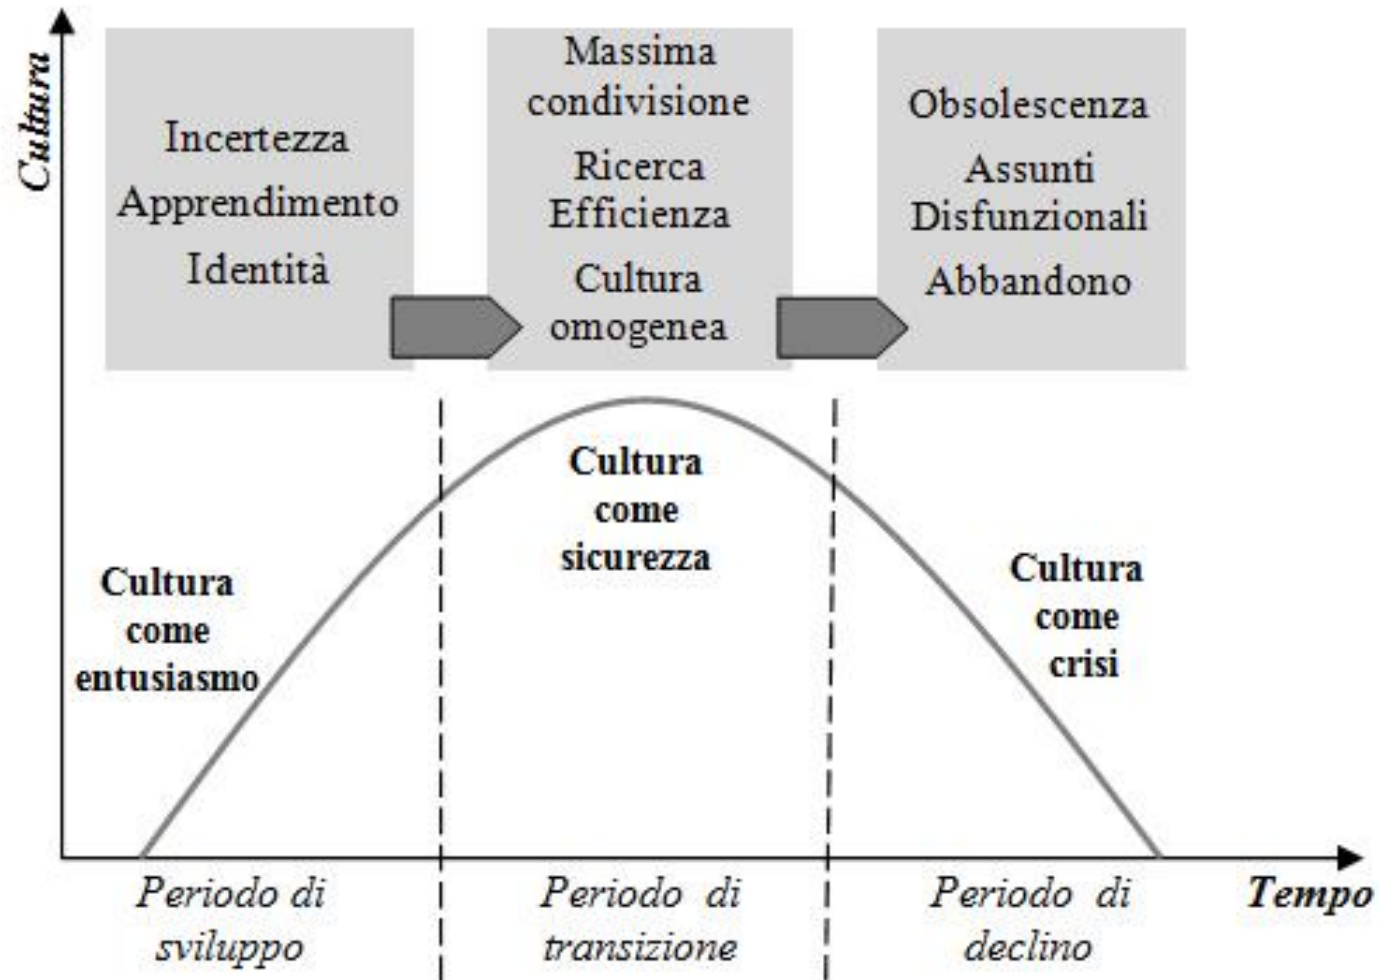 Cultura
Incertezza
Apprendimento
Identità
Massima
condivisione
Ricerca
Efficienza
Cultura
omogenea
Obsolescenza
Assunti
Disfunzionali
Abbandono
Cultura
come
entusiasmo
Cultura
come
sicurezza
Cultura
come
crisi
Periodo di
sviluppo
Periodo di
transizione
Periodo di
declino
Tempo